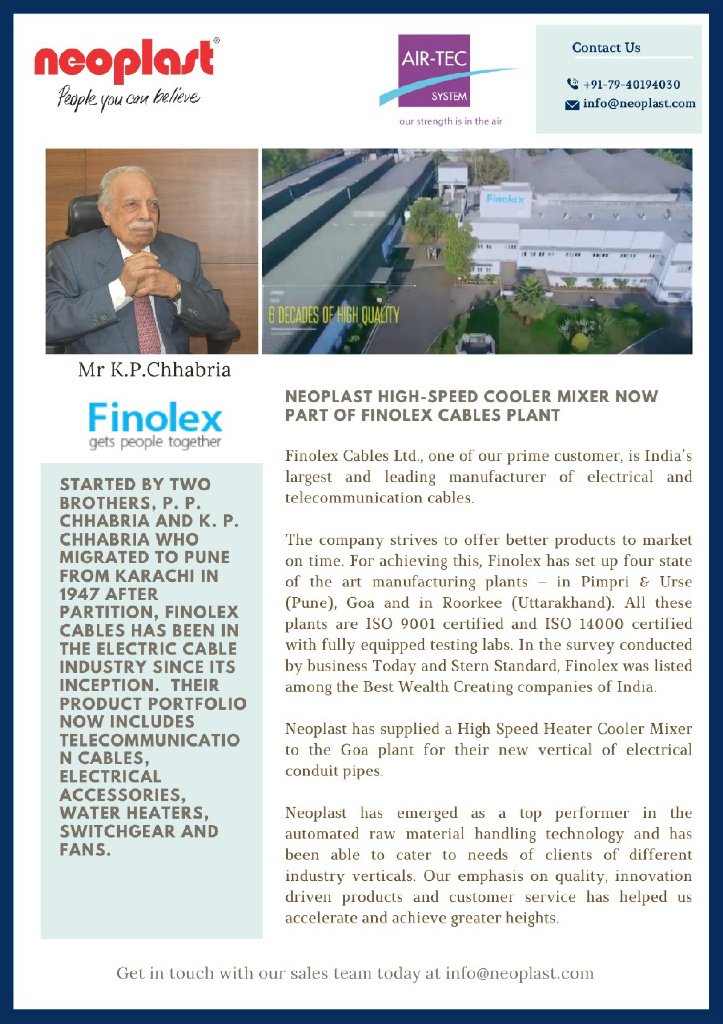 neoplast®
People you can believe
AIR-TEC
SYSTEM
our strength is in the air
Contact Us
+91-79-40194030
info@neoplast.com
Finolex
6 DECADES OF HIGH QUALITY
Mr K.P.Chhabria
Finolex
gets people together
STARTED BY TWO
BROTHERS, P. P.
CHHABRIA AND K. P.
CHHABRIA WHO
MIGRATED TO PUNE
FROM KARACHI IN
1947 AFTER
PARTITION, FINOLEX
CABLES HAS BEEN IN
THE ELECTRIC CABLE
INDUSTRY SINCE ITS
INCEPTION. THEIR
PRODUCT PORTFOLIO
NOW INCLUDES
TELECOMMUNICATIO
N CABLES,
ELECTRICAL
ACCESSORIES,
WATER HEATERS,
SWITCHGEAR AND
FANS.
NEOPLAST HIGH-SPEED COOLER MIXER NOW
PART OF FINOLEX CABLES PLANT
Finolex Cables Ltd., one of our prime customer, is India's
largest and leading manufacturer of electrical and
telecommunication cables.
The company strives to offer better products to market
on time. For achieving this, Finolex has set up four state
of the art manufacturing plants – in Pimpri & Urse
(Pune), Goa and in Roorkee (Uttarakhand). All these
plants are ISO 9001 certified and ISO 14000 certified
with fully equipped testing labs. In the survey conducted
by business Today and Stern Standard, Finolex was listed
among the Best Wealth Creating companies of India.
Neoplast has supplied a High Speed Heater Cooler Mixer
to the Goa plant for their new vertical of electrical
conduit pipes.
Neoplast has emerged as a top performer in the
automated raw material handling technology and has
been able to cater to needs of clients of different
industry verticals. Our emphasis on quality, innovation
driven products and customer service has helped us
accelerate and achieve greater heights.
Get in touch with our sales team today at info@neoplast.com